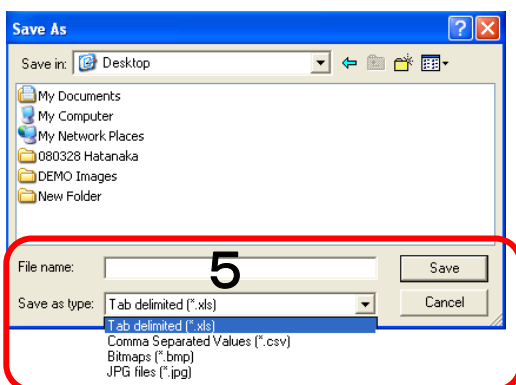 Save As
Save in: Desktop
My Documents
My Computer
My Network Places
080328 Hatanaka
DEMO Images
New Folder
File name: 5 Save
Save as type: Tab delimited (*.xls) Cancel
Tab delimited (*.xls)
Comma Separated Values (*.csv)
Bitmaps (*.bmp)
JPG files (*.jpg)